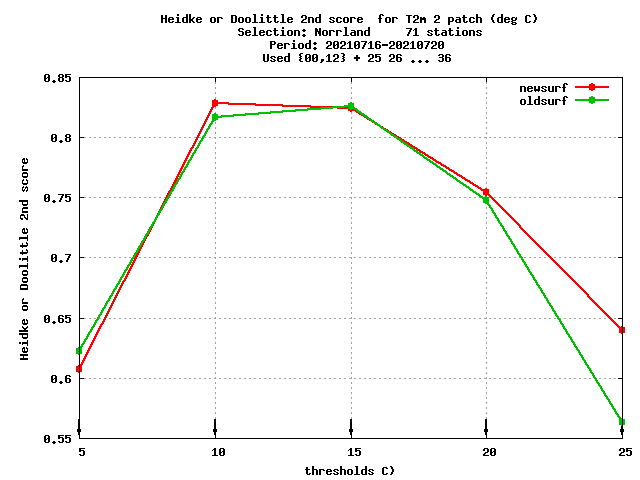 Heidke or Doolittle 2nd score  for T2m 2 patch (deg C)
Selection: Norrland     71 stations
Period: 20210716-20210720
Used {00,12} + 25 26 ... 36
newsurf
oldsurf
0.85
0.8
0.75
0.7
0.65
0.6
0.55
Heidke or Doolittle 2nd score
5 10 15 20 25
thresholds C)